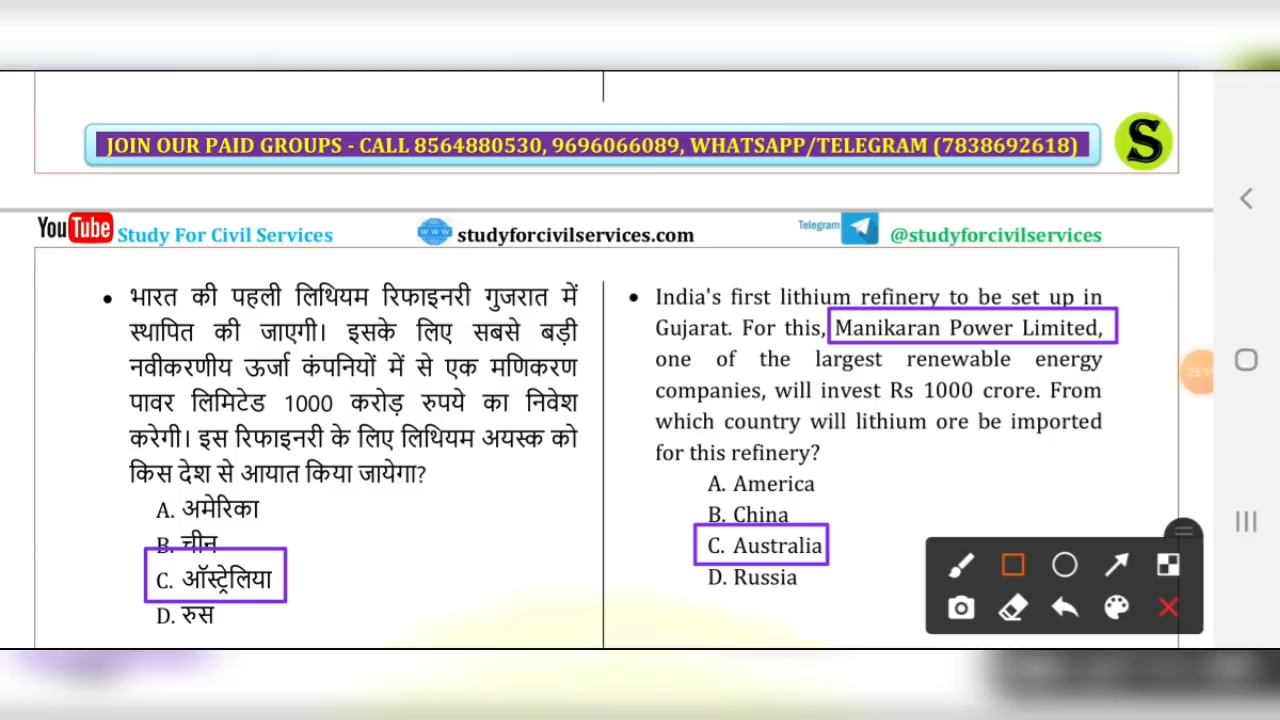 JOIN OUR PAID GROUPS - CALL 8564880530, 9696066089, WHATSAPP/TELEGRAM (7838692618)
S
YouTube Study For Civil Services
WWW studyforcivilservices.com
Telegram @studyforcivilservices
• भारत की पहली लिथियम रिफाइनरी गुजरात में
स्थापित की जाएगी। इसके लिए सबसे बड़ी
नवीकरणीय ऊर्जा कंपनियों में से एक मणिकरण
पावर लिमिटेड 1000 करोड़ रुपये का निवेश
करेगी। इस रिफाइनरी के लिए लिथियम अयस्क को
किस देश से आयात किया जायेगा?
A. अमेरिका
B. चीन
C. ऑस्ट्रेलिया
D. रुस
• India's first lithium refinery to be set up in
Gujarat. For this, Manikaran Power Limited,
one of the largest renewable energy
companies, will invest Rs 1000 crore. From
which country will lithium ore be imported
for this refinery?
A. America
B. China
C. Australia
D. Russia